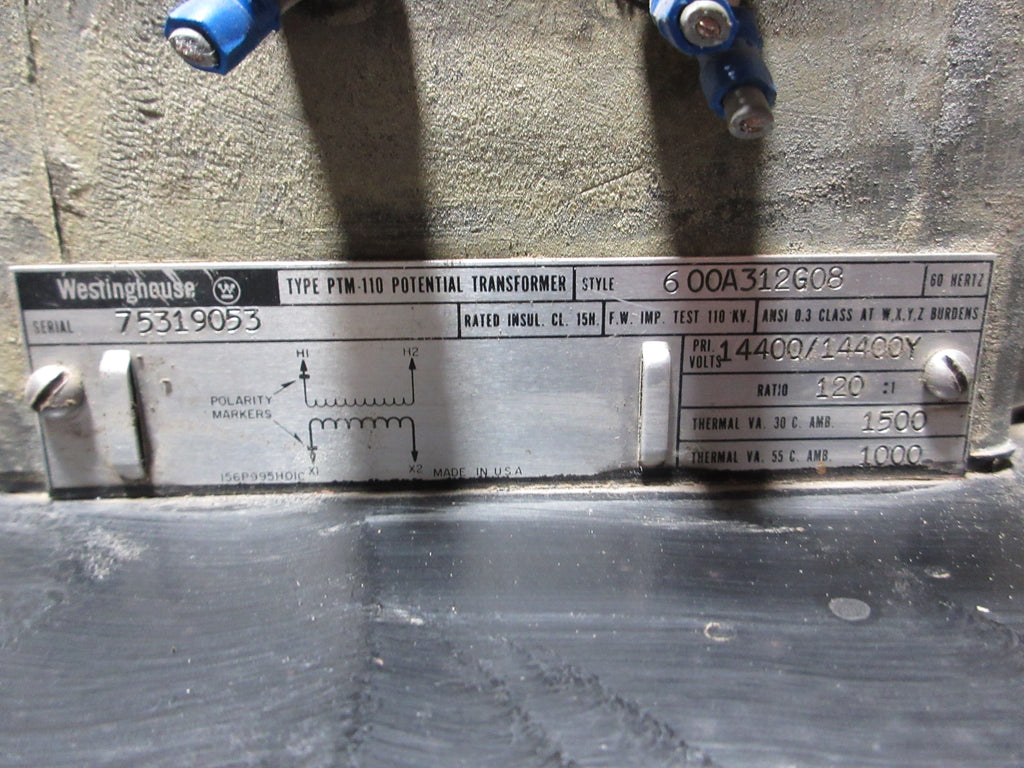 Westinghouse W TYPE PTM-110 POTENTIAL TRANSFORMER STYLE 600A312G08 60 HERTZ
SERIAL 75319053 RATED INSUL. CL. 15H. F.W. IMP. TEST 110 KV. ANSI 0.3 CLASS AT W,X,Y,Z BURDENS
H1 H2
POLARITY MARKERS
X1 X2
156P995H01C MADE IN U.S.A
PRI. VOLTS 14400/14400Y
RATIO 120 :1
THERMAL VA. 30 C. AMB. 1500
THERMAL VA. 55 C. AMB. 1000